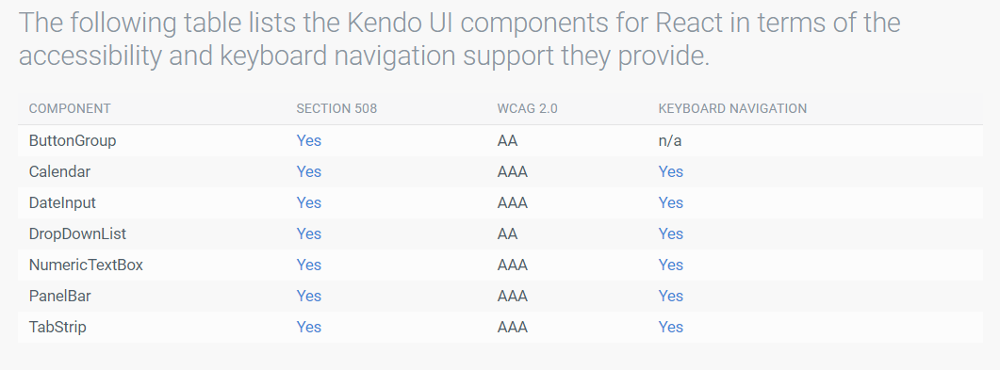 The following table lists the Kendo UI components for React in terms of the
accessibility and keyboard navigation support they provide.
COMPONENT SECTION 508 WCAG 2.0 KEYBOARD NAVIGATION
ButtonGroup Yes AA n/a
Calendar Yes AAA Yes
DateInput Yes AAA Yes
DropDownList Yes AA Yes
NumericTextBox Yes AAA Yes
PanelBar Yes AAA Yes
TabStrip Yes AAA Yes